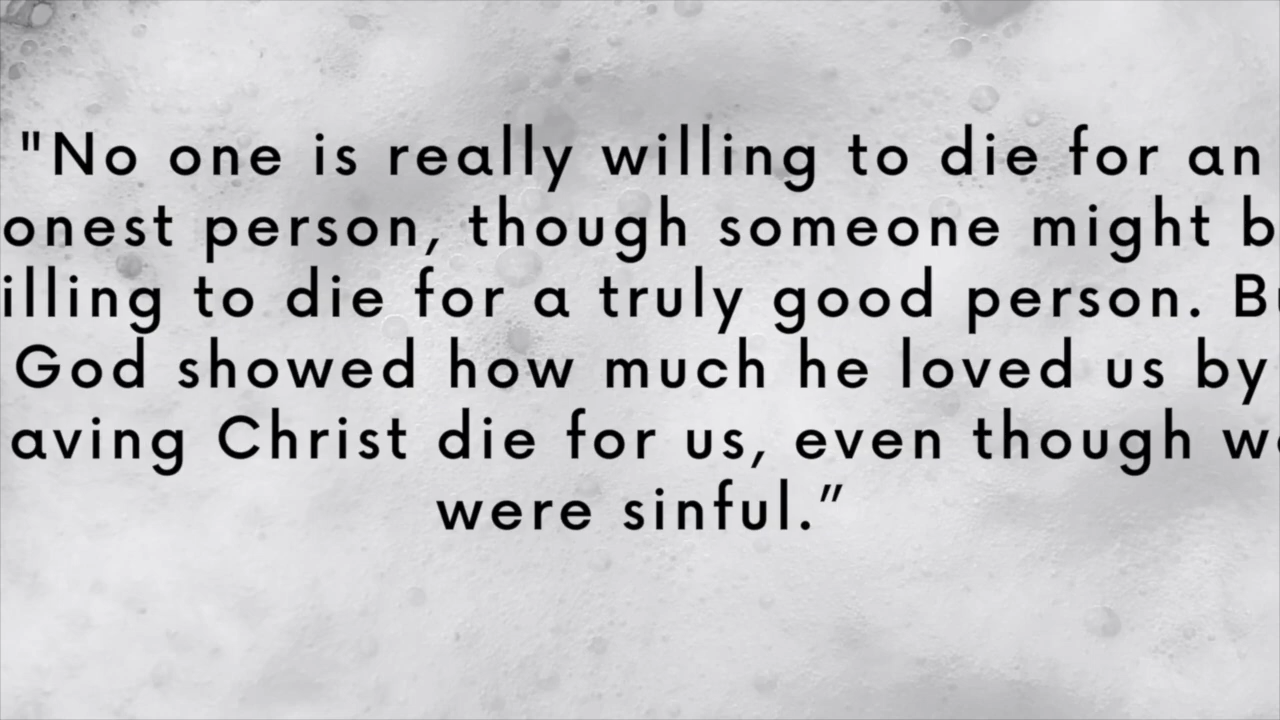 "No one is really willing to die for an
onest person, though someone might b
illing to die for a truly good person. Bu
God showed how much he loved us by
aving Christ die for us, even though we
were sinful.”